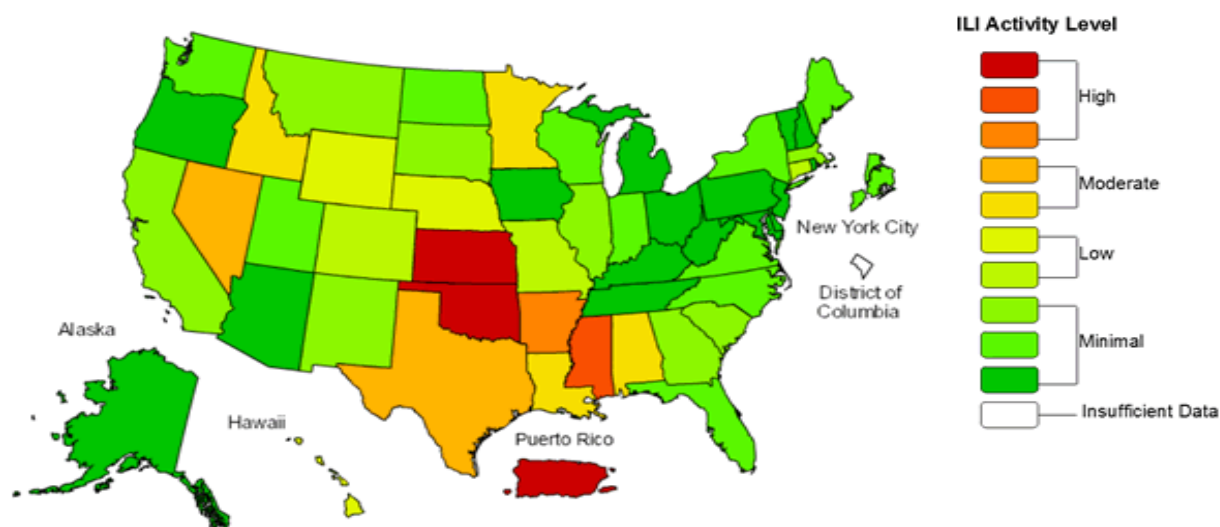 ILI Activity Level
High
Moderate
Low
Minimal
Insufficient Data
New York City
District of
Columbia
Alaska
Hawaii
Puerto Rico